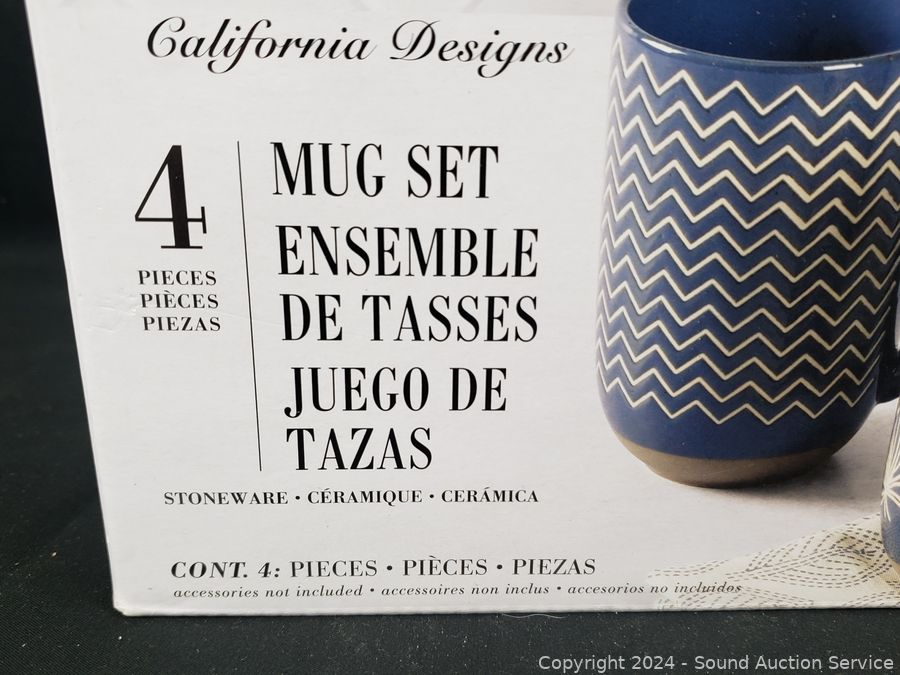 California Designs
4
PIECES
PIÈCES
PIEZAS
MUG SET
ENSEMBLE
DE TASSES
JUEGO DE
TAZAS
STONEWARE • CÉRAMIQUE • CERÁMICA
CONT. 4: PIECES • PIÈCES • PIEZAS
accessories not included • accessoires non inclus • accesorios no incluidos
Copyright 2024 - Sound Auction Service